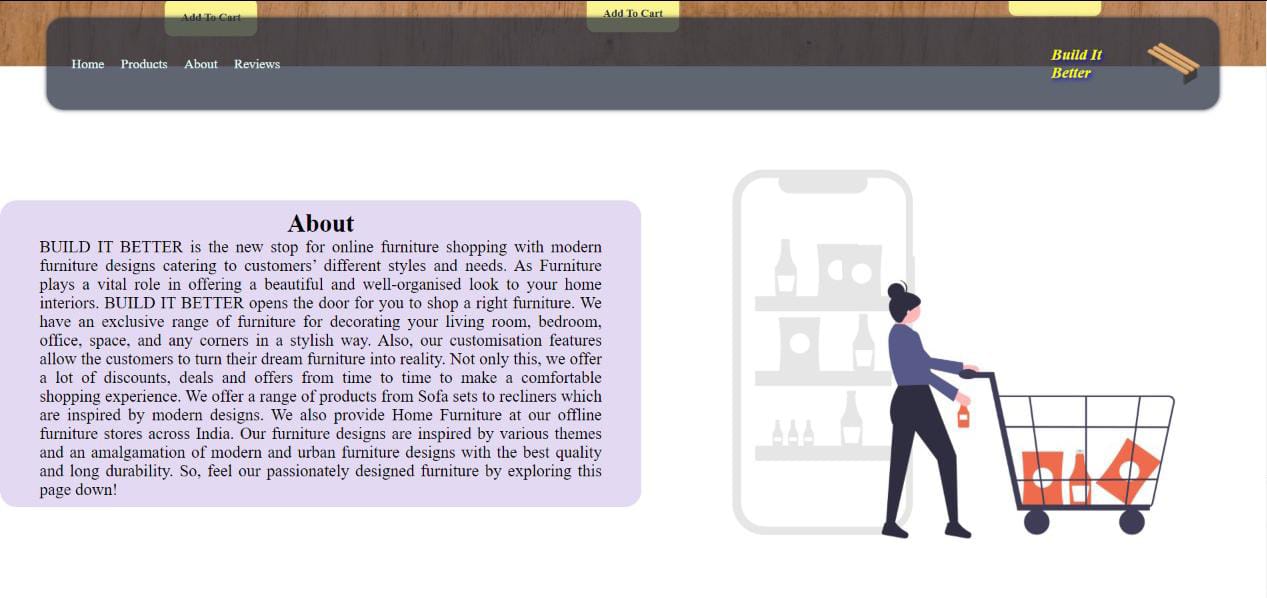 Add To Cart
Add To Cart
Home Products About Reviews
Build It
Better
About
BUILD IT BETTER is the new stop for online furniture shopping with modern
furniture designs catering to customers’ different styles and needs. As Furniture
plays a vital role in offering a beautiful and well-organised look to your home
interiors. BUILD IT BETTER opens the door for you to shop a right furniture. We
have an exclusive range of furniture for decorating your living room, bedroom,
office, space, and any corners in a stylish way. Also, our customisation features
allow the customers to turn their dream furniture into reality. Not only this, we offer
a lot of discounts, deals and offers from time to time to make a comfortable
shopping experience. We offer a range of products from Sofa sets to recliners which
are inspired by modern designs. We also provide Home Furniture at our offline
furniture stores across India. Our furniture designs are inspired by various themes
and an amalgamation of modern and urban furniture designs with the best quality
and long durability. So, feel our passionately designed furniture by exploring this
page down!